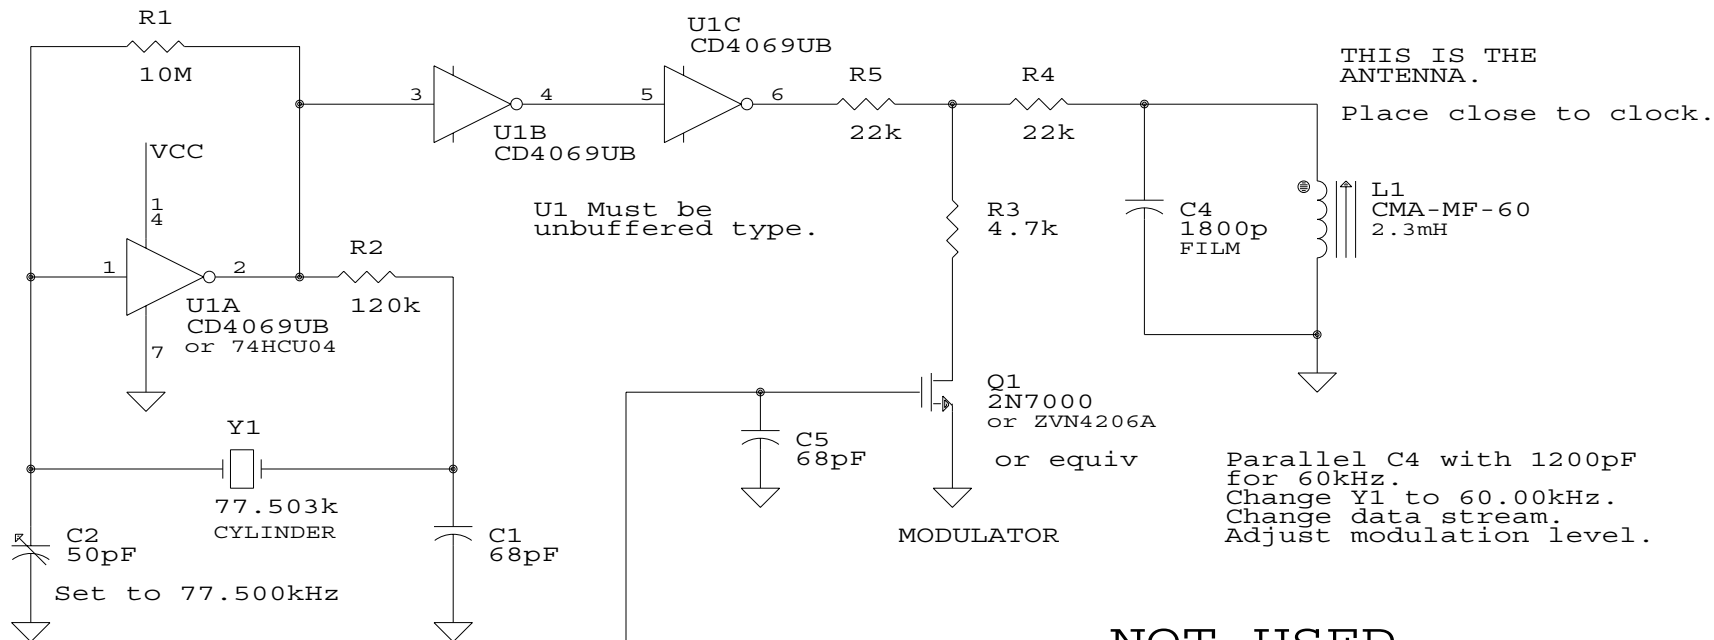 R1
10M
U1C
CD4069UB
THIS IS THE
ANTENNA.
Place close to clock.
3
4
5
6
R5
22k
R4
22k
U1B
CD4069UB
VCC
1
4
U1 Must be
unbuffered type.
R3
4.7k
C4
1800p
FILM
L1
CMA-MF-60
2.3mH
1
2
R2
120k
U1A
CD4069UB
or 74HCU04
7
Q1
2N7000
or ZVN4206A
or equiv
C5
68pF
Y1
77.503k
CYLINDER
MODULATOR
Parallel C4 with 1200pF
for 60kHz.
Change Y1 to 60.00kHz.
Change data stream.
Adjust modulation level.
C2
50pF
Set to 77.500kHz
C1
68pF
NOT USED